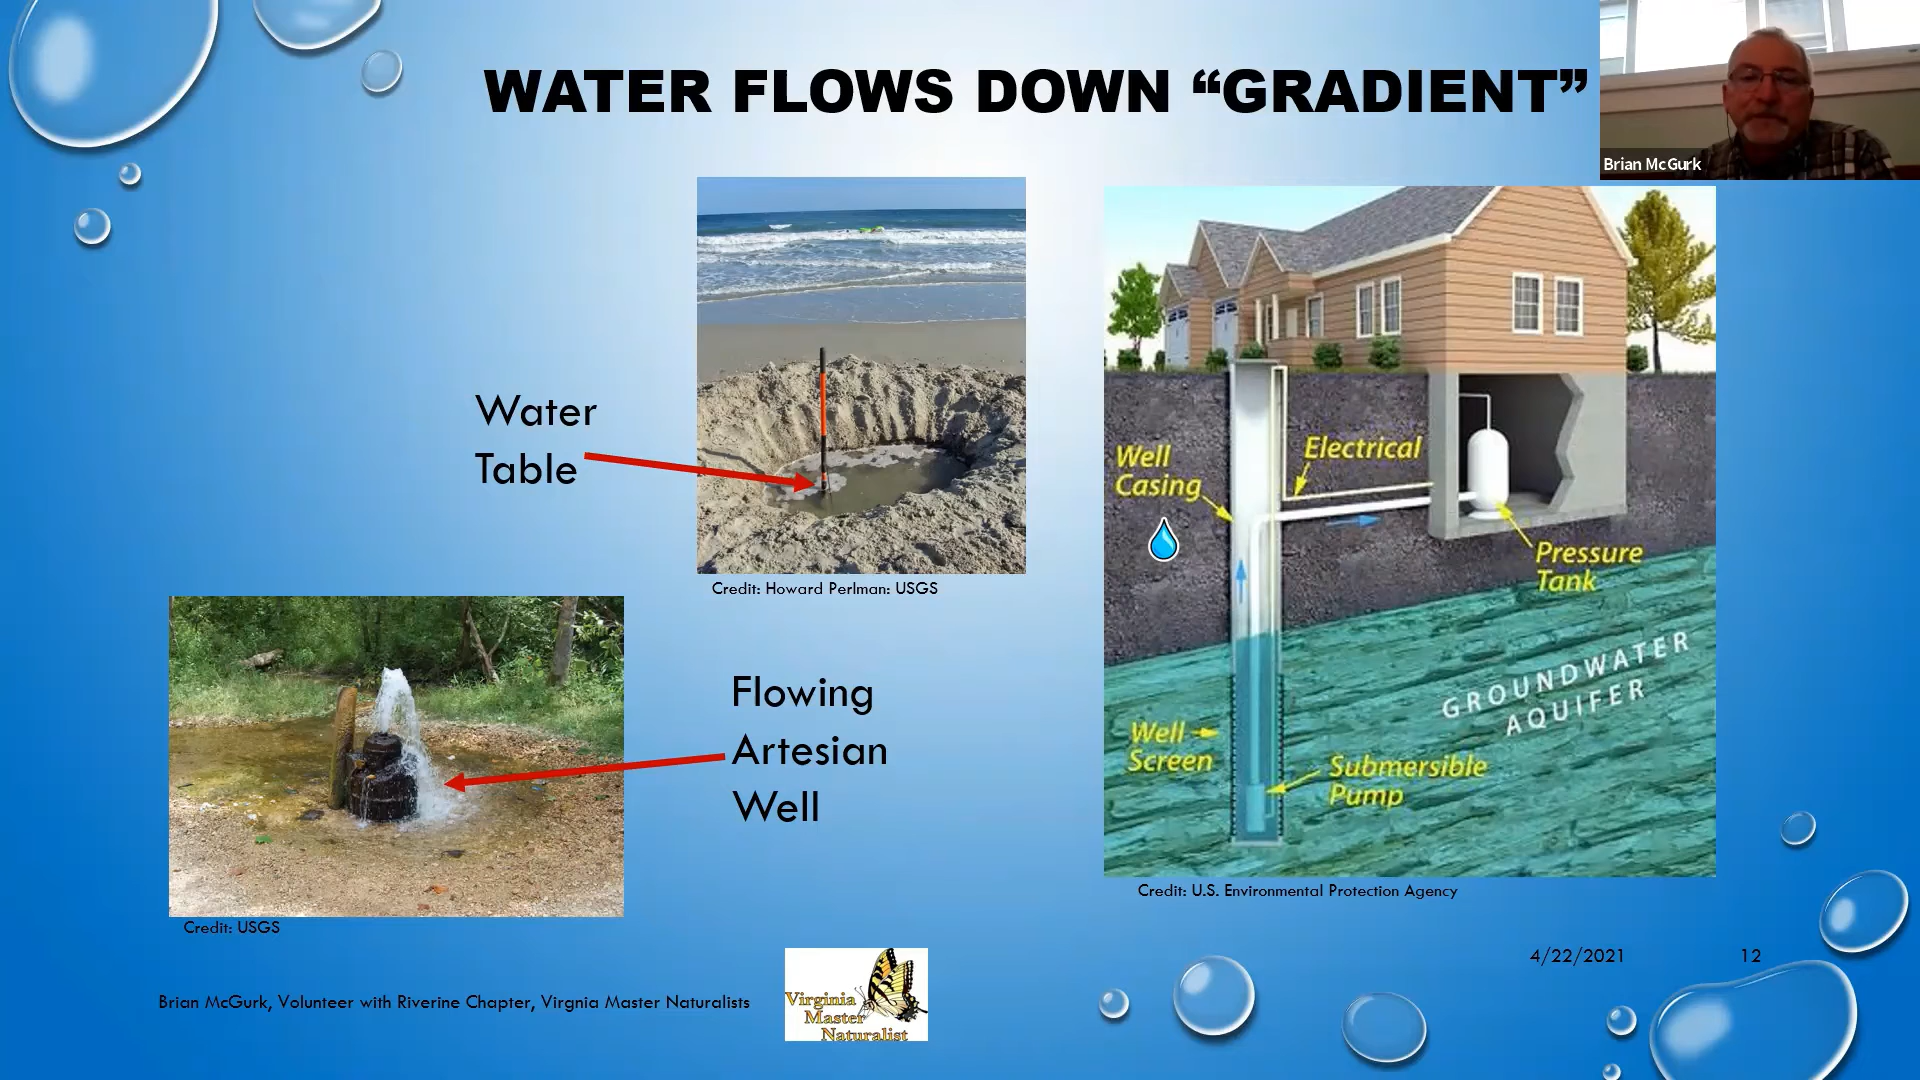 WATER FLOWS DOWN “GRADIENT”
Brian McGurk
Water
Table
Credit: Howard Perlman: USGS
Flowing
Artesian
Well
Credit: USGS
Well
Casing
Electrical
Pressure
Tank
GROUNDWATER
AQUIFER
Well
Screen
Submersible
Pump
Credit: U.S. Environmental Protection Agency
4/22/2021
12
Brian McGurk, Volunteer with Riverine Chapter, Virgnia Master Naturalists
Virginia
Master
Naturalist